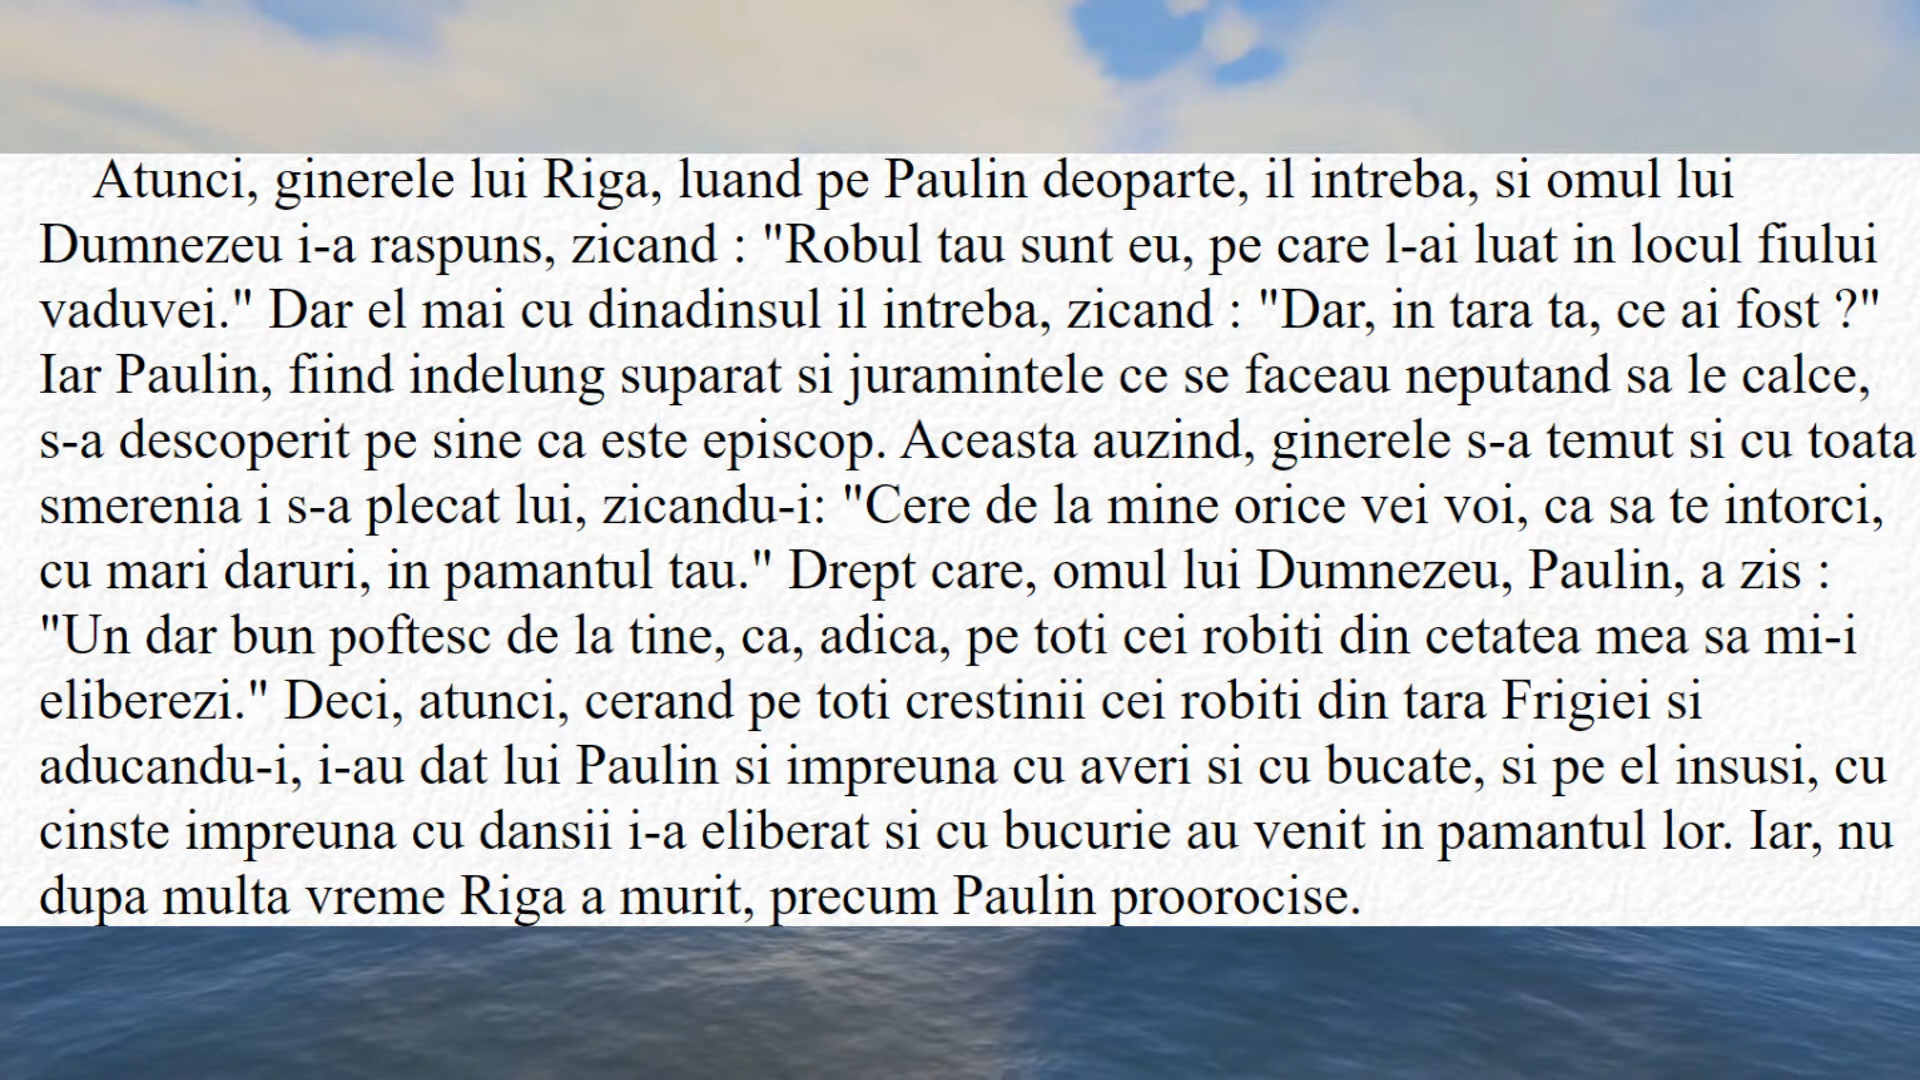 Atunci, ginerele lui Riga, luand pe Paulin deoparte, il intreba, si omul lui
Dumnezeu i-a raspuns, zicand : "Robul tau sunt eu, pe care l-ai luat in locul fiului
vaduvei." Dar el mai cu dinadinsul il intreba, zicand : "Dar, in tara ta, ce ai fost ?"
Iar Paulin, fiind indelung suparat si juramintele ce se faceau neputand sa le calce,
s-a descoperit pe sine ca este episcop. Aceasta auzind, ginerele s-a temut si cu toata
smerenia i s-a plecat lui, zicandu-i: "Cere de la mine orice vei voi, ca sa te intorci,
cu mari daruri, in pamantul tau." Drept care, omul lui Dumnezeu, Paulin, a zis :
"Un dar bun poftesc de la tine, ca, adica, pe toti cei robiti din cetatea mea sa mi-i
eliberezi." Deci, atunci, cerand pe toti crestinii cei robiti din tara Frigiei si
aducandu-i, i-au dat lui Paulin si impreuna cu averi si cu bucate, si pe el insusi, cu
cinste impreuna cu dansii i-a eliberat si cu bucurie au venit in pamantul lor. Iar, nu
dupa multa vreme Riga a murit, precum Paulin proorocise.